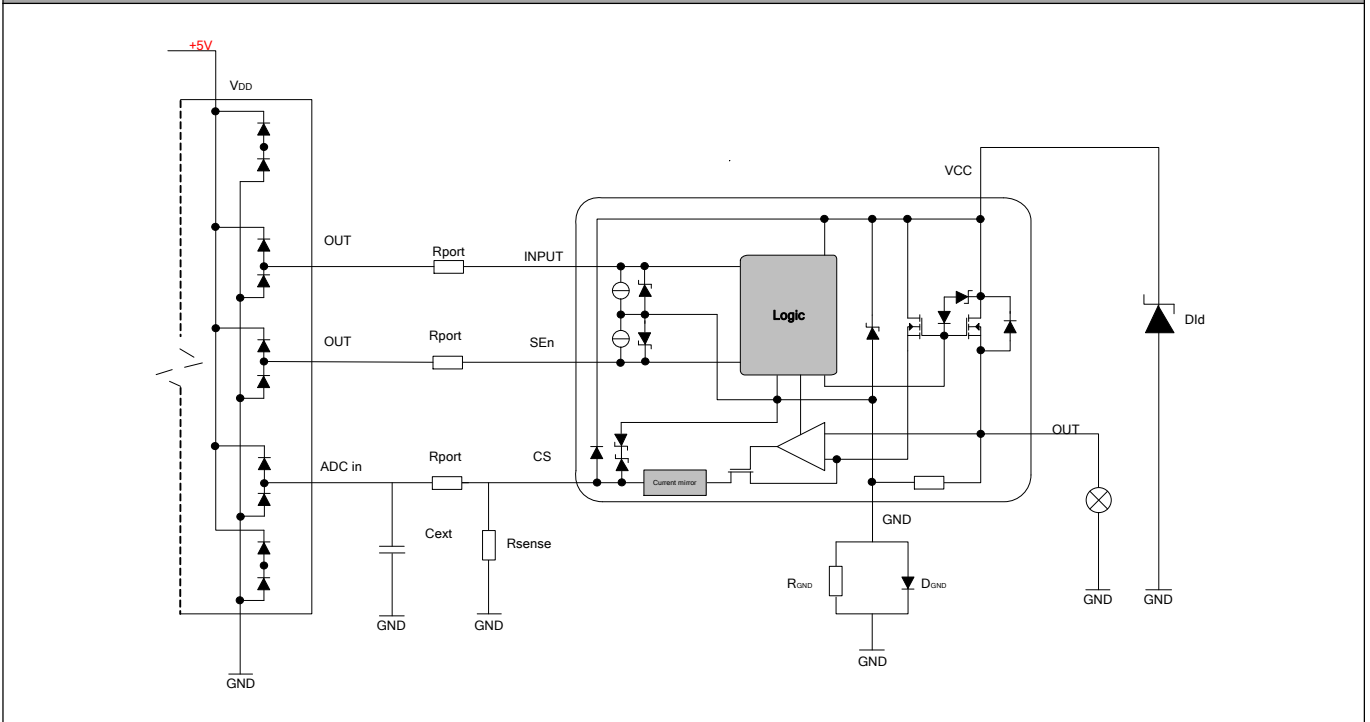 +5V
VDD
VCC
OUT
Rport
INPUT
Logic
Dld
OUT
Rport
SEn
OUT
ADC in
Rport
CS
Current mirror
GND
Cext
Rsense
RGND
DGND
GND
GND
GND
GND
GND
GND